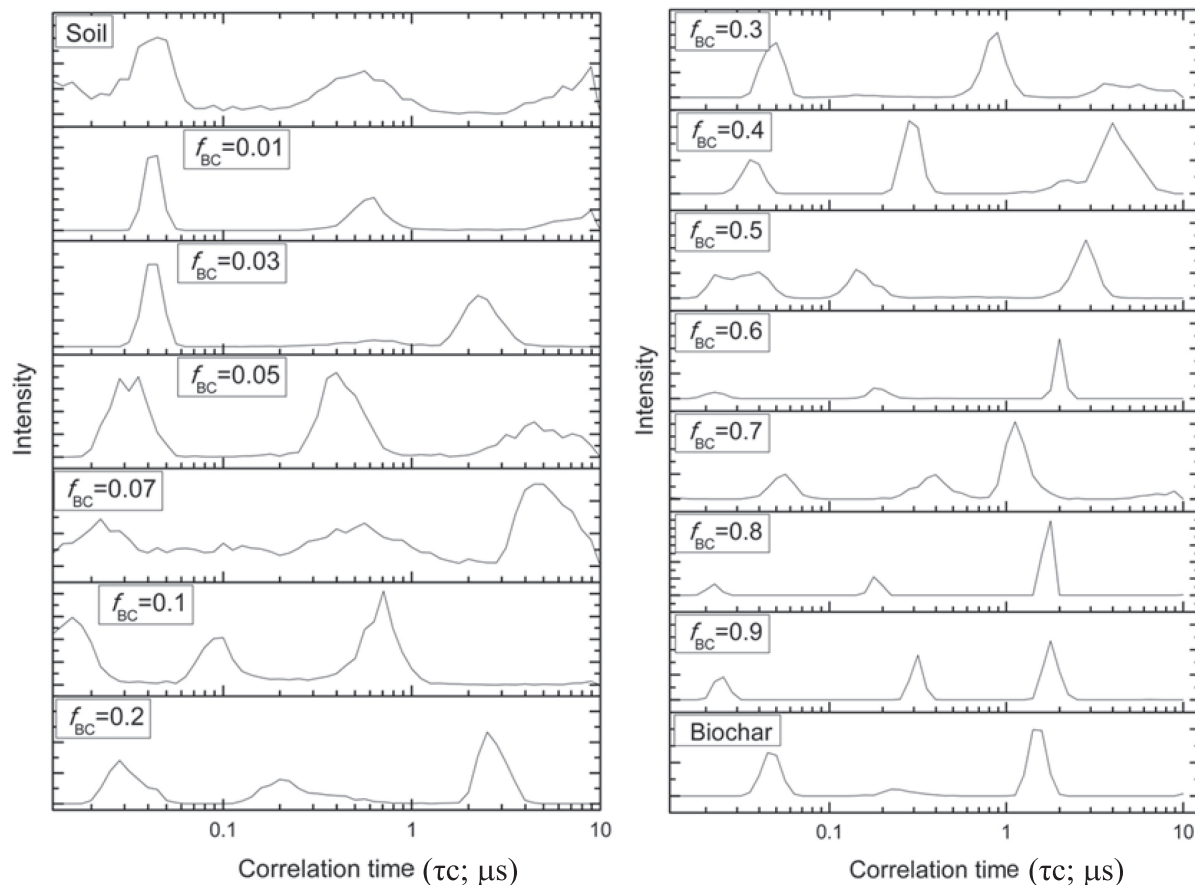 Soil
fBC=0.01
fBC=0.03
fBC=0.05
fBC=0.07
fBC=0.1
fBC=0.2
Intensity
0.1 1 10
Correlation time (τc; μs)
fBC=0.3
fBC=0.4
fBC=0.5
fBC=0.6
fBC=0.7
fBC=0.8
fBC=0.9
Biochar
Intensity
0.1 1 10
Correlation time (τc; μs)